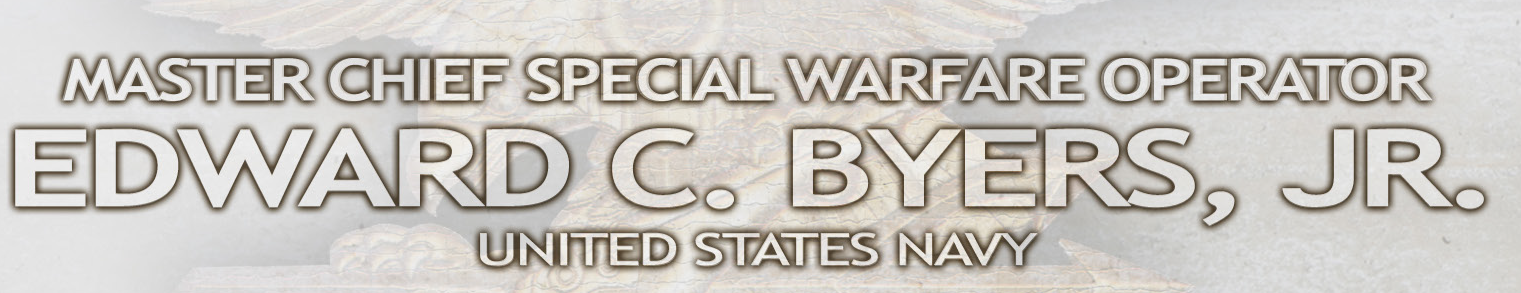 MASTER CHIEF SPECIAL WARFARE OPERATOR
EDWARD C. BYERS, JR.
UNITED STATES NAVY